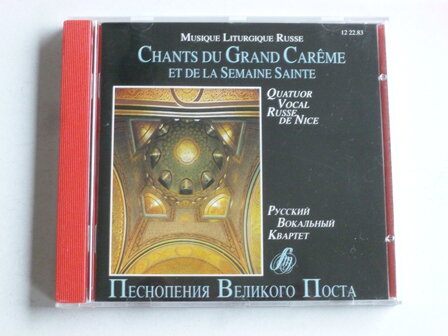 Musique Liturgique Russe
12 22.83
Chants du Grand Carême
et de la Semaine Sainte
Quatuor
Vocal
Russe
de Nice
Русский
Вокальный
Квартет
Песнопения Великого Поста